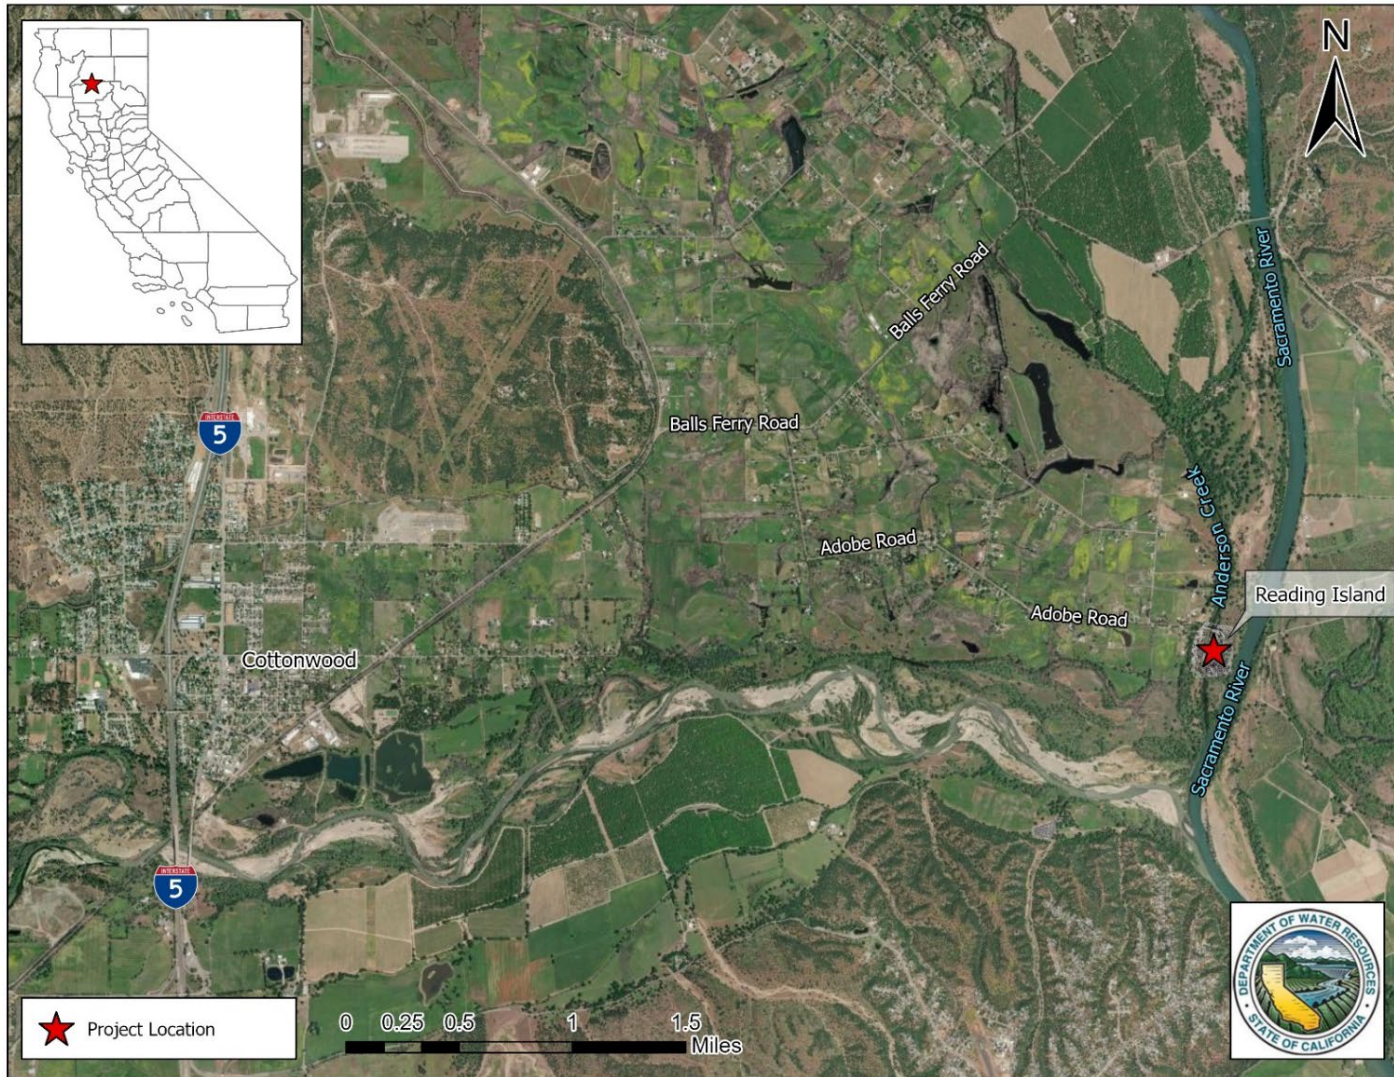 N
Balls Ferry Road
Sacramento River
INTERSTATE
5
Balls Ferry Road
Anderson Creek
Adobe Road
Reading Island
Adobe Road
Cottonwood
Sacramento River
INTERSTATE
5
Project Location
0 0.25 0.5 1 1.5
Miles
DEPARTMENT OF WATER RESOURCES
STATE OF CALIFORNIA